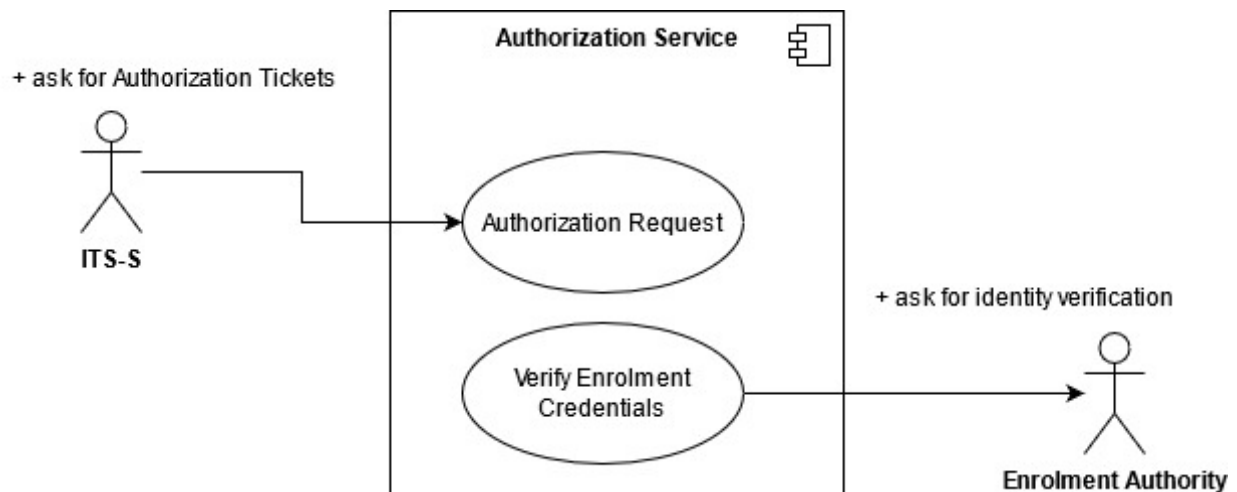 Authorization Service
+ ask for Authorization Tickets
ITS-S
Authorization Request
+ ask for identity verification
Verify Enrolment
Credentials
Enrolment Authority